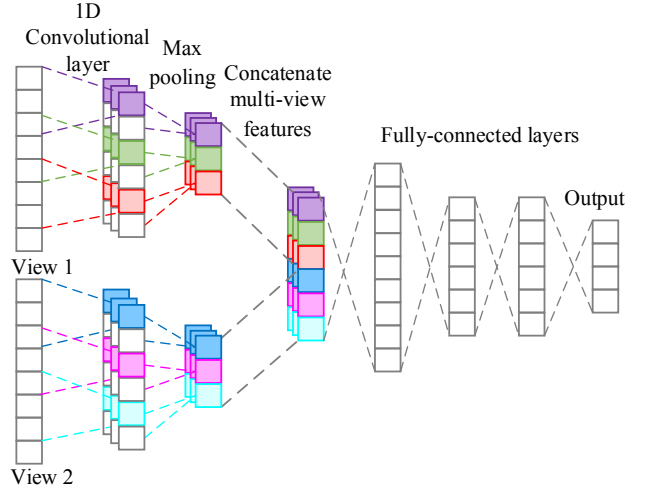 1D
Convolutional
layer
Max
pooling
Concatenate
multi-view
features
Fully-connected layers
Output
View 1
View 2